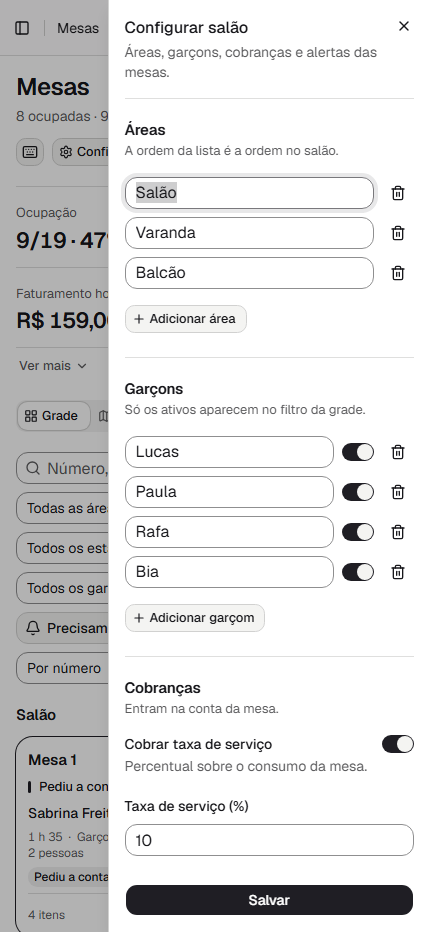 Mesas
Mesas
8 ocupadas · 9
Confi
Ocupação
9/19 · 47
Faturamento ho
R$ 159,0
Ver mais
Grade
Número,
Todas as áre
Todos os est
Todos os gar
Precisam
Por número
Salão
Mesa 1
Pediu a con
Sabrina Freit
1 h 35 · Garço
2 pessoas
Pediu a conta
4 itens
Configurar salão
Áreas, garçons, cobranças e alertas das
mesas.
Áreas
A ordem da lista é a ordem no salão.
Salão
Varanda
Balcão
Adicionar área
Garçons
Só os ativos aparecem no filtro da grade.
Lucas
Paula
Rafa
Bia
Adicionar garçom
Cobranças
Entram na conta da mesa.
Cobrar taxa de serviço
Percentual sobre o consumo da mesa.
Taxa de serviço (%)
10
Salvar